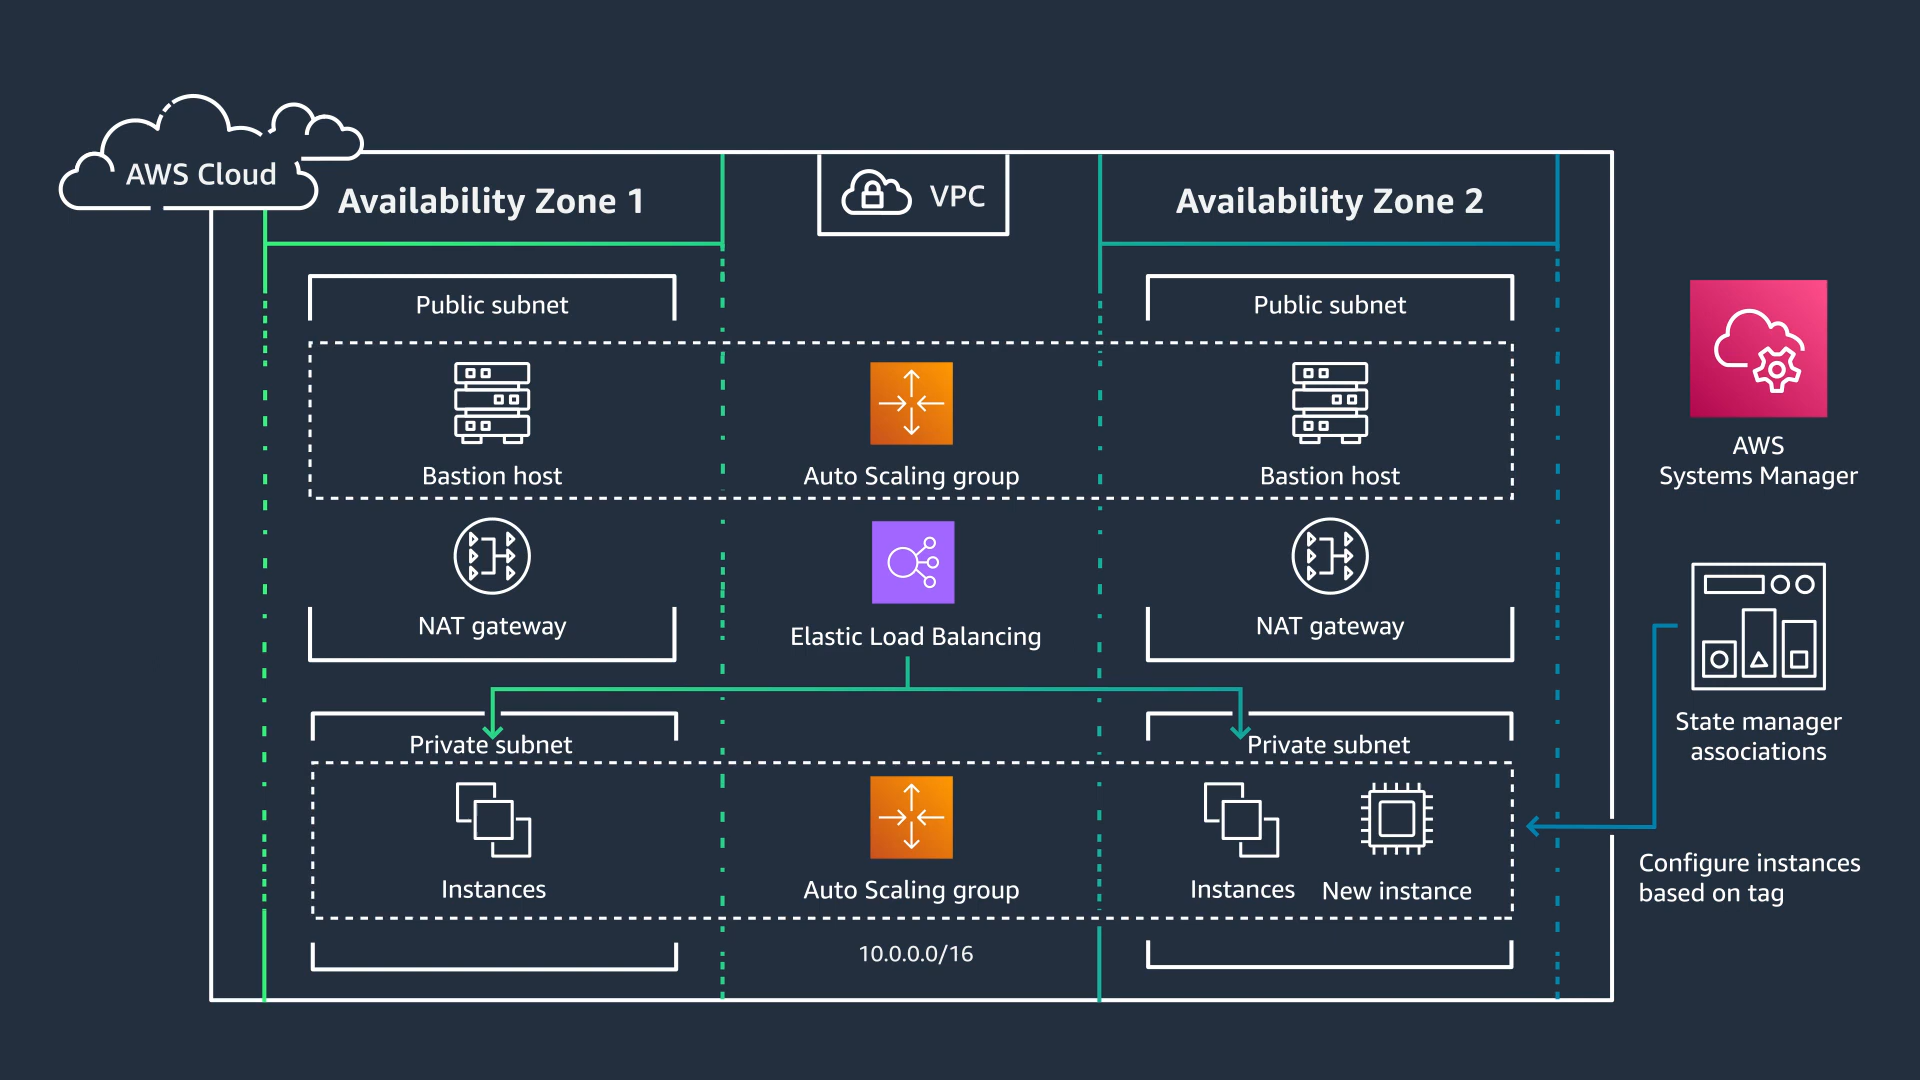 AWS Cloud
Availability Zone 1
VPC
Availability Zone 2
Public subnet
Public subnet
Bastion host
Auto Scaling group
Bastion host
AWS
Systems Manager
NAT gateway
Elastic Load Balancing
NAT gateway
State manager
associations
Private subnet
Private subnet
Instances
Auto Scaling group
Instances
New instance
Configure instances
based on tag
10.0.0.0/16